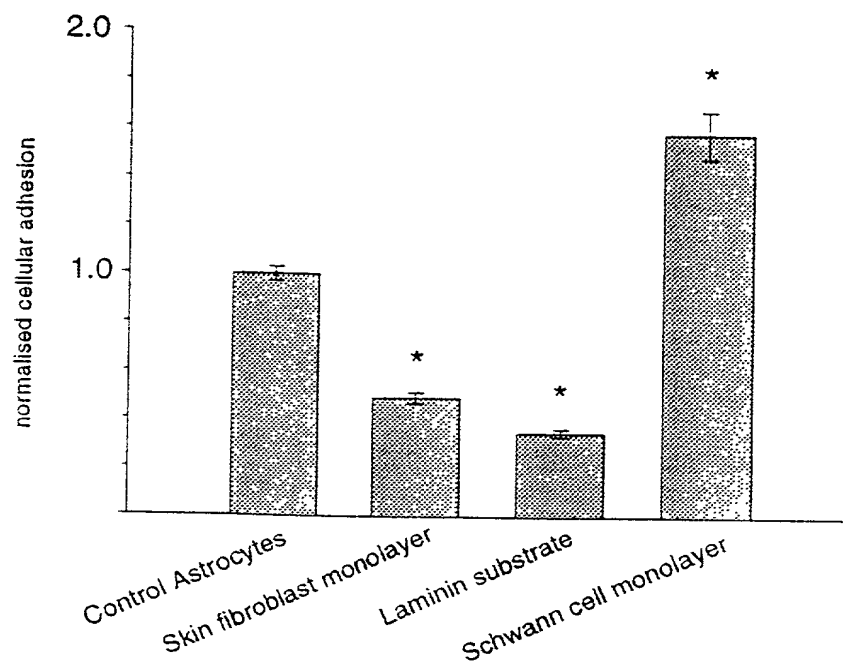 2.0
*
normalised cellular adhesion
1.0
*
*
Control Astrocytes
Skin fibroblast monolayer
Laminin substrate
Schwann cell monolayer